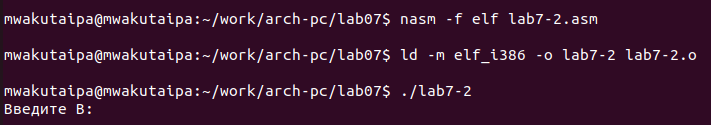 mwakutaipa@mwakutaipa:~/work/arch-pc/lab07$ nasm -f elf lab7-2.asm
mwakutaipa@mwakutaipa:~/work/arch-pc/lab07$ ld -m elf_i386 -o lab7-2 lab7-2.o
mwakutaipa@mwakutaipa:~/work/arch-pc/lab07$ ./lab7-2
Введите В: